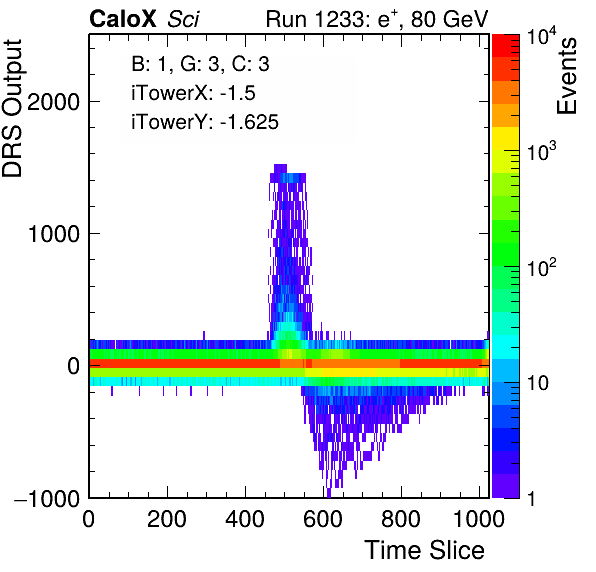 CaloX Sci Run 1233: e+, 80 GeV
B: 1, G: 3, C: 3
iTowerX: -1.5
iTowerY: -1.625
DRS Output
2000
1000
0
−1000
0 200 400 600 800 1000
Time Slice
Events
10^4
10^3
10^2
10
1